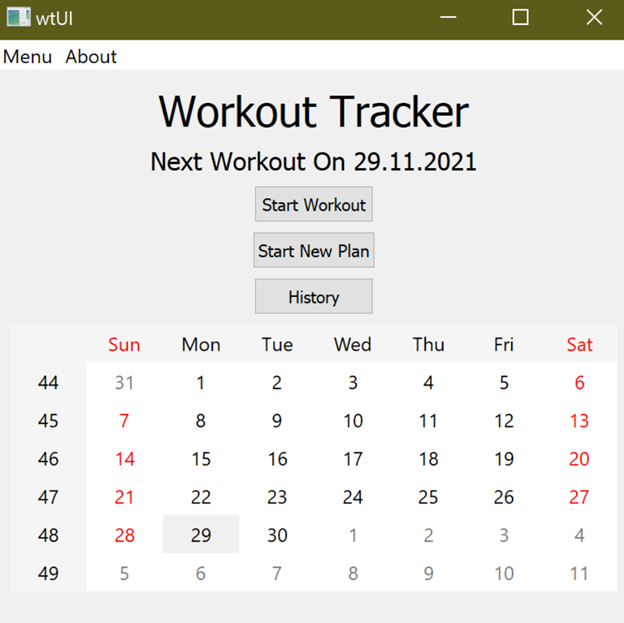 wtUI
Menu About
Workout Tracker
Next Workout On 29.11.2021
Start Workout
Start New Plan
History
Sun Mon Tue Wed Thu Fri Sat
44 31 1 2 3 4 5 6
45 7 8 9 10 11 12 13
46 14 15 16 17 18 19 20
47 21 22 23 24 25 26 27
48 28 29 30 1 2 3 4
49 5 6 7 8 9 10 11